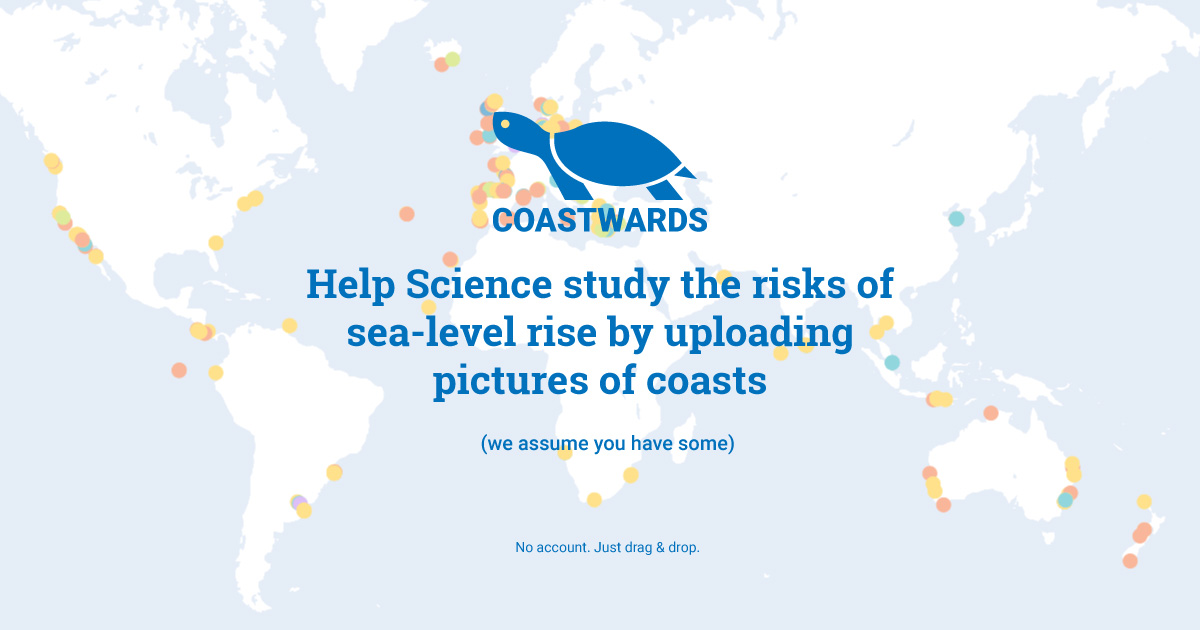 COASTWARDS
Help Science study the risks of
sea-level rise by uploading
pictures of coasts
(we assume you have some)
No account. Just drag & drop.